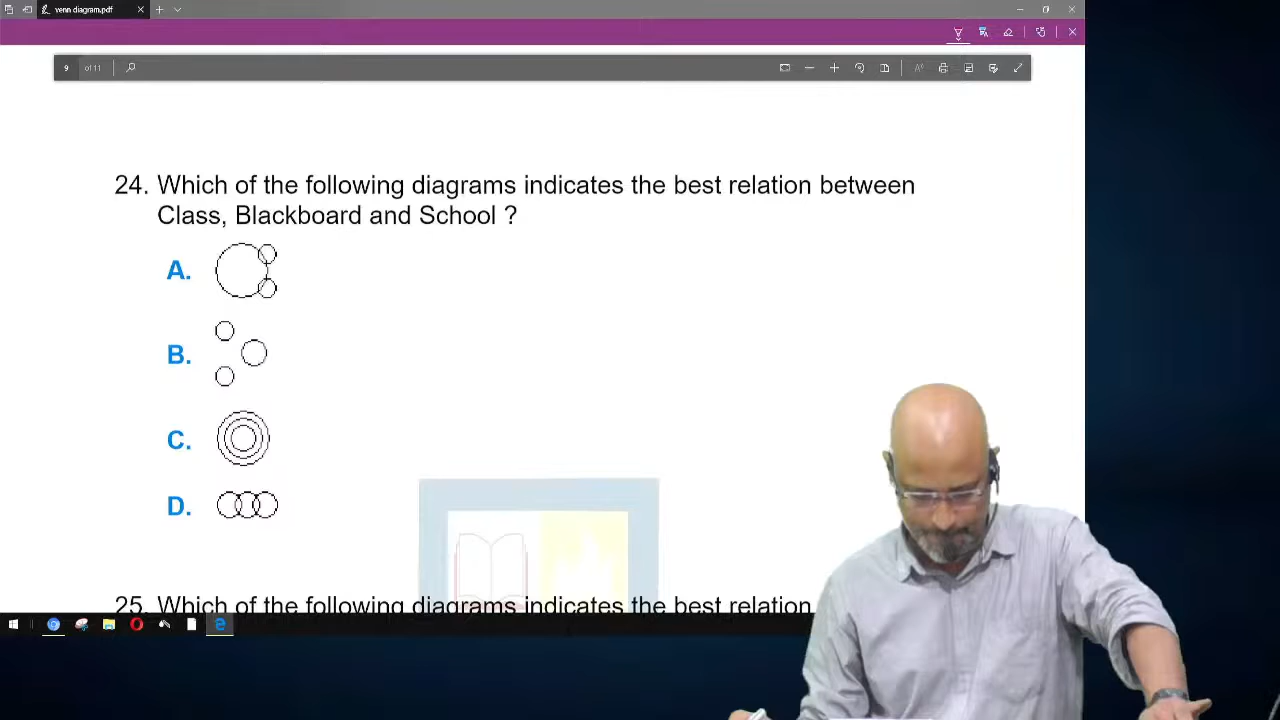 venn diagram.pdf
9 of 11
24. Which of the following diagrams indicates the best relation between
Class, Blackboard and School ?
A.
B.
C.
D.
25. Which of the following diagrams indicates the best relation